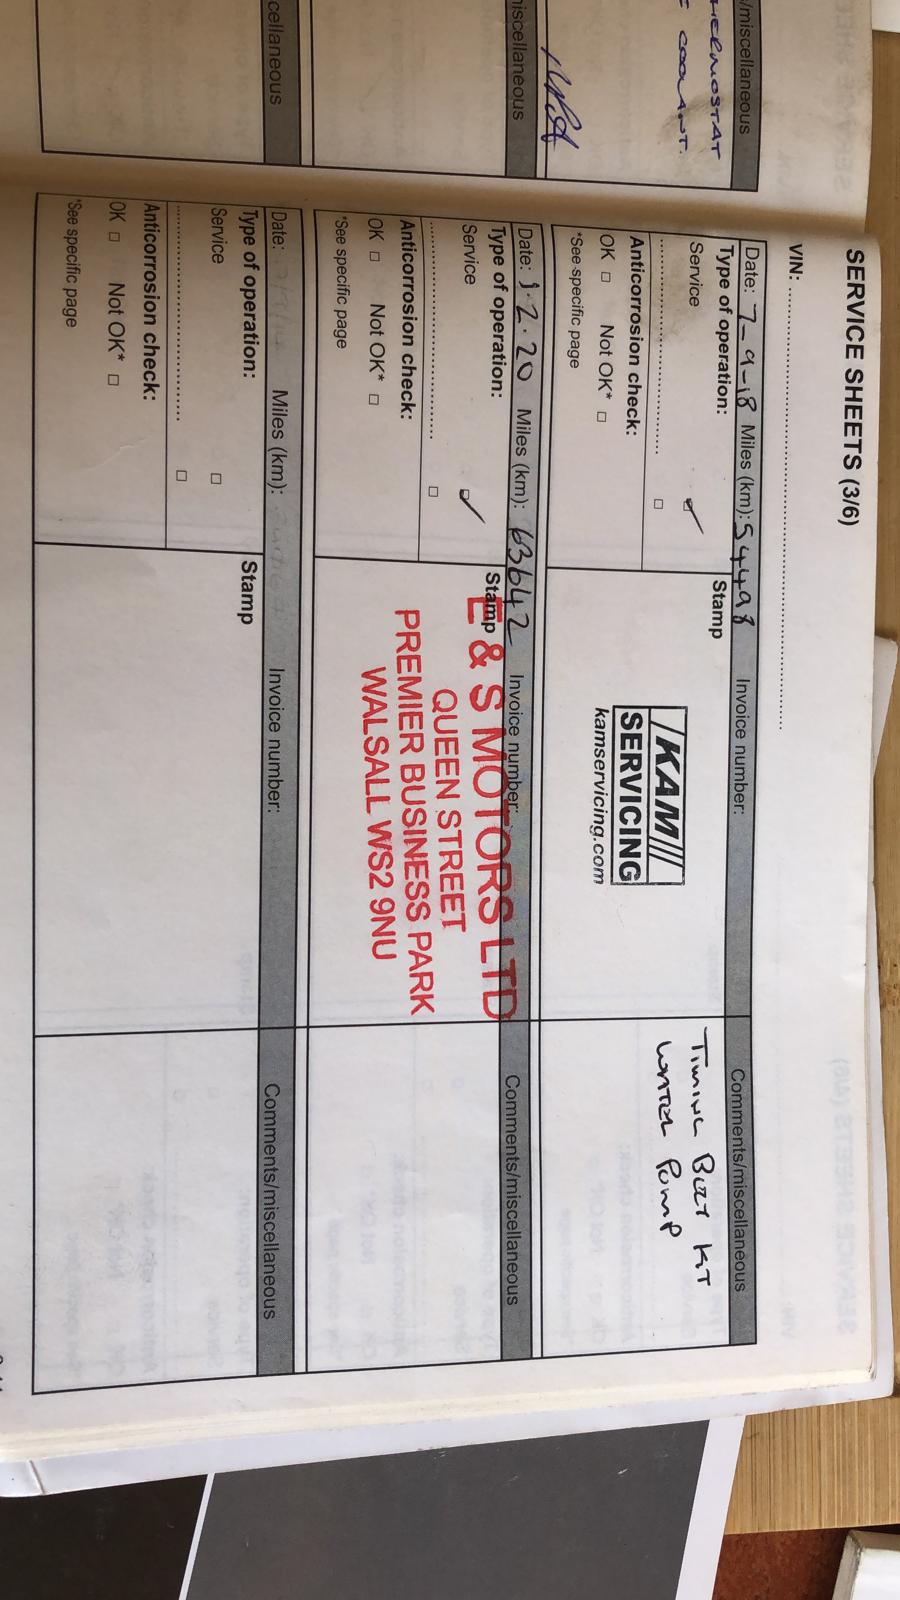 /miscellaneous
HERMOSTAT
COOLANT.
miscellaneous
cellaneous
SERVICE SHEETS (3/6)
VIN: ......................................................
Date: 7-9-18 Miles (km): 54498 Invoice number: Comments/miscellaneous
Type of operation: Stamp
Service ☑
.......................... □
Anticorrosion check:
OK □ Not OK* □
*See specific page
KAM
SERVICING
kamservicing.com
TIMING BELT KIT
WATER PUMP
Date: 1.2.20 Miles (km): 63642 Invoice number: Comments/miscellaneous
Type of operation: Stamp
Service ☑
.......................... □
Anticorrosion check:
OK □ Not OK* □
*See specific page
E & S MOTORS LTD
QUEEN STREET
PREMIER BUSINESS PARK
WALSALL WS2 9NU
Date: Miles (km): Invoice number: Comments/miscellaneous
Type of operation: Stamp
Service □
.......................... □
Anticorrosion check:
OK □ Not OK* □
*See specific page